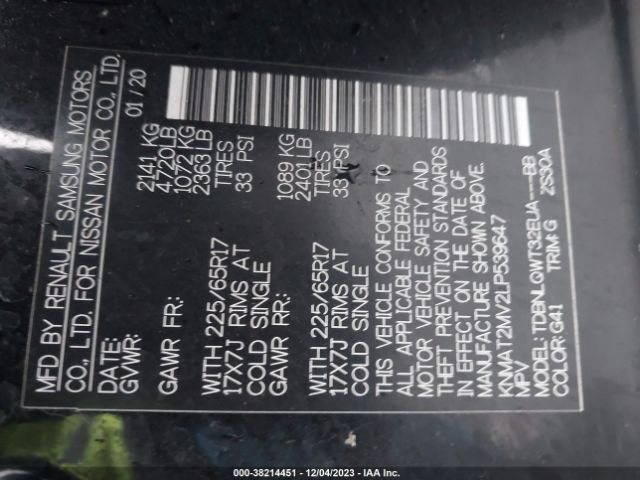 MFD BY RENAULT SAMSUNG MOTORS
CO., LTD. FOR NISSAN MOTOR CO., LTD.
DATE: 01/20
GVWR: 2141 KG
4,720LB
GAWR FR: 1072 KG
2363 LB
WITH 225/65R17 TIRES
17X7J RIMS AT 33 PSI
COLD SINGLE
GAWR RR: 1089 KG
2401 LB
WITH 225/65R17 TIRES
17X7J RIMS AT 33 PSI
COLD SINGLE
THIS VEHICLE CONFORMS TO
ALL APPLICABLE FEDERAL
MOTOR VEHICLE SAFETY AND
THEFT PREVENTION STANDARDS
IN EFFECT ON THE DATE OF
MANUFACTURE SHOWN ABOVE.
KNMAT2MV2LP539647
MPV
MODEL: TDBNLQWT32EUA----BB
COLOR: G41 TRIM: G 2S30A
000-38214451 - 12/04/2023 - IAA Inc.